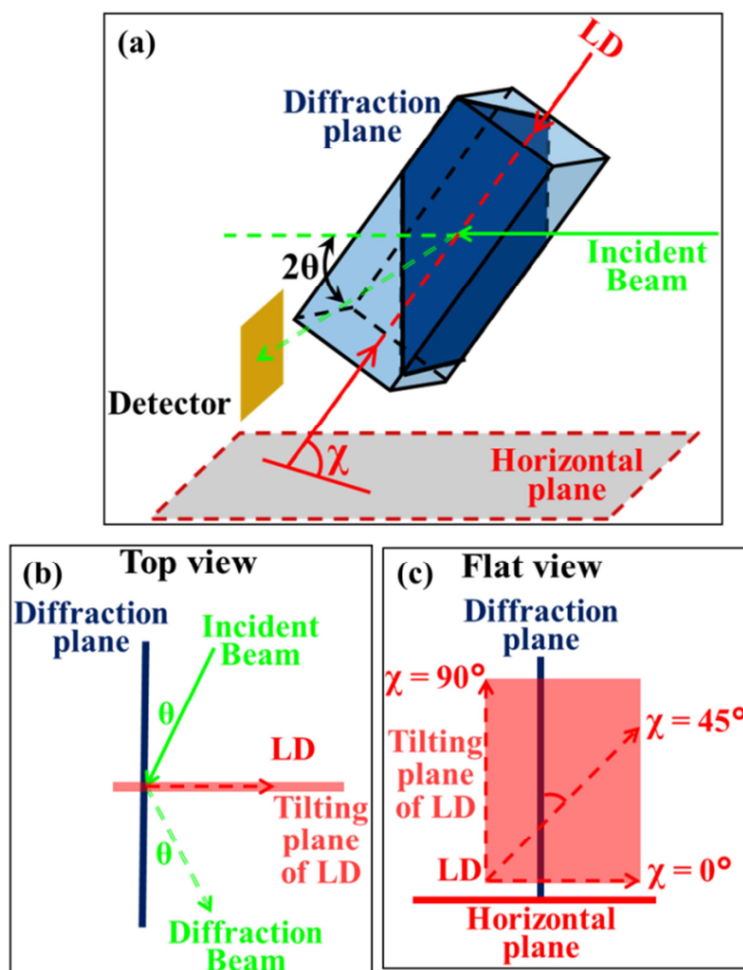 (a)
LD
Diffraction
plane
Incident
Beam
2θ
Detector
χ
Horizontal
plane
(b)
Top view
Diffraction
plane
Incident
Beam
θ
LD
Tilting
plane
of LD
θ
Diffraction
Beam
(c)
Flat view
Diffraction
plane
χ = 90°
χ = 45°
Tilting
plane
of LD
LD
χ = 0°
Horizontal
plane